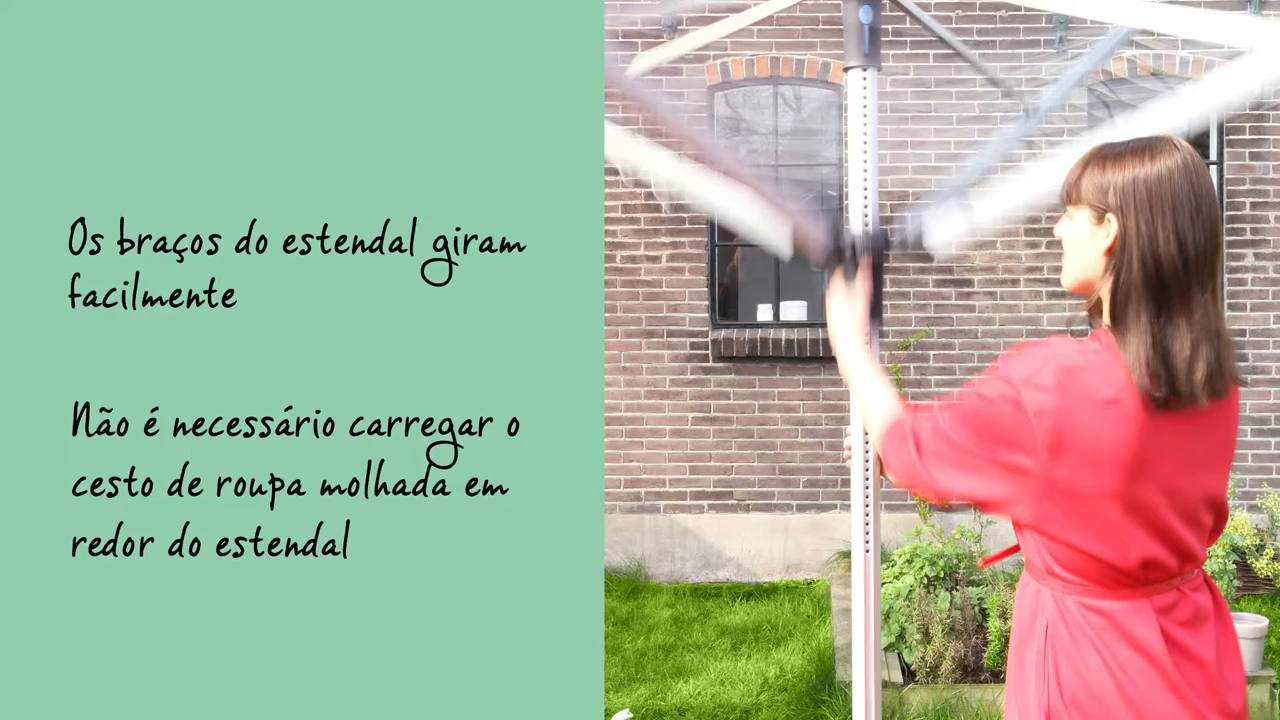 Os braços do estendal giram
facilmente
Não é necessário carregar o
cesto de roupa molhada em
redor do estendal